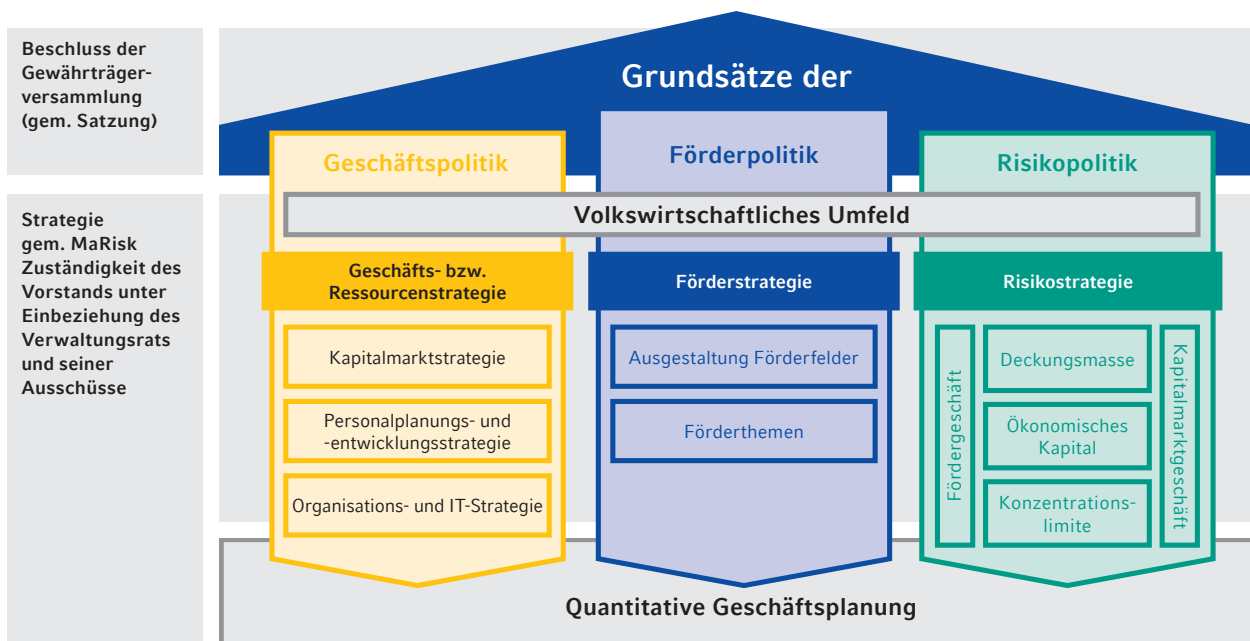 Beschluss der
Gewährträger-
versammlung
(gem. Satzung)
Grundsätze der
Geschäftspolitik
Förderpolitik
Risikopolitik
Strategie
gem. MaRisk
Zuständigkeit des
Vorstands unter
Einbeziehung des
Verwaltungsrats
und seiner
Ausschüsse
Volkswirtschaftliches Umfeld
Geschäfts- bzw.
Ressourcenstrategie
Kapitalmarktstrategie
Personalplanungs- und
-entwicklungsstrategie
Organisations- und IT-Strategie
Förderstrategie
Ausgestaltung Förderfelder
Förderthemen
Risikostrategie
Fördergeschäft
Deckungsmasse
Ökonomisches
Kapital
Konzentrations-
limite
Kapitalmarktgeschäft
Quantitative Geschäftsplanung